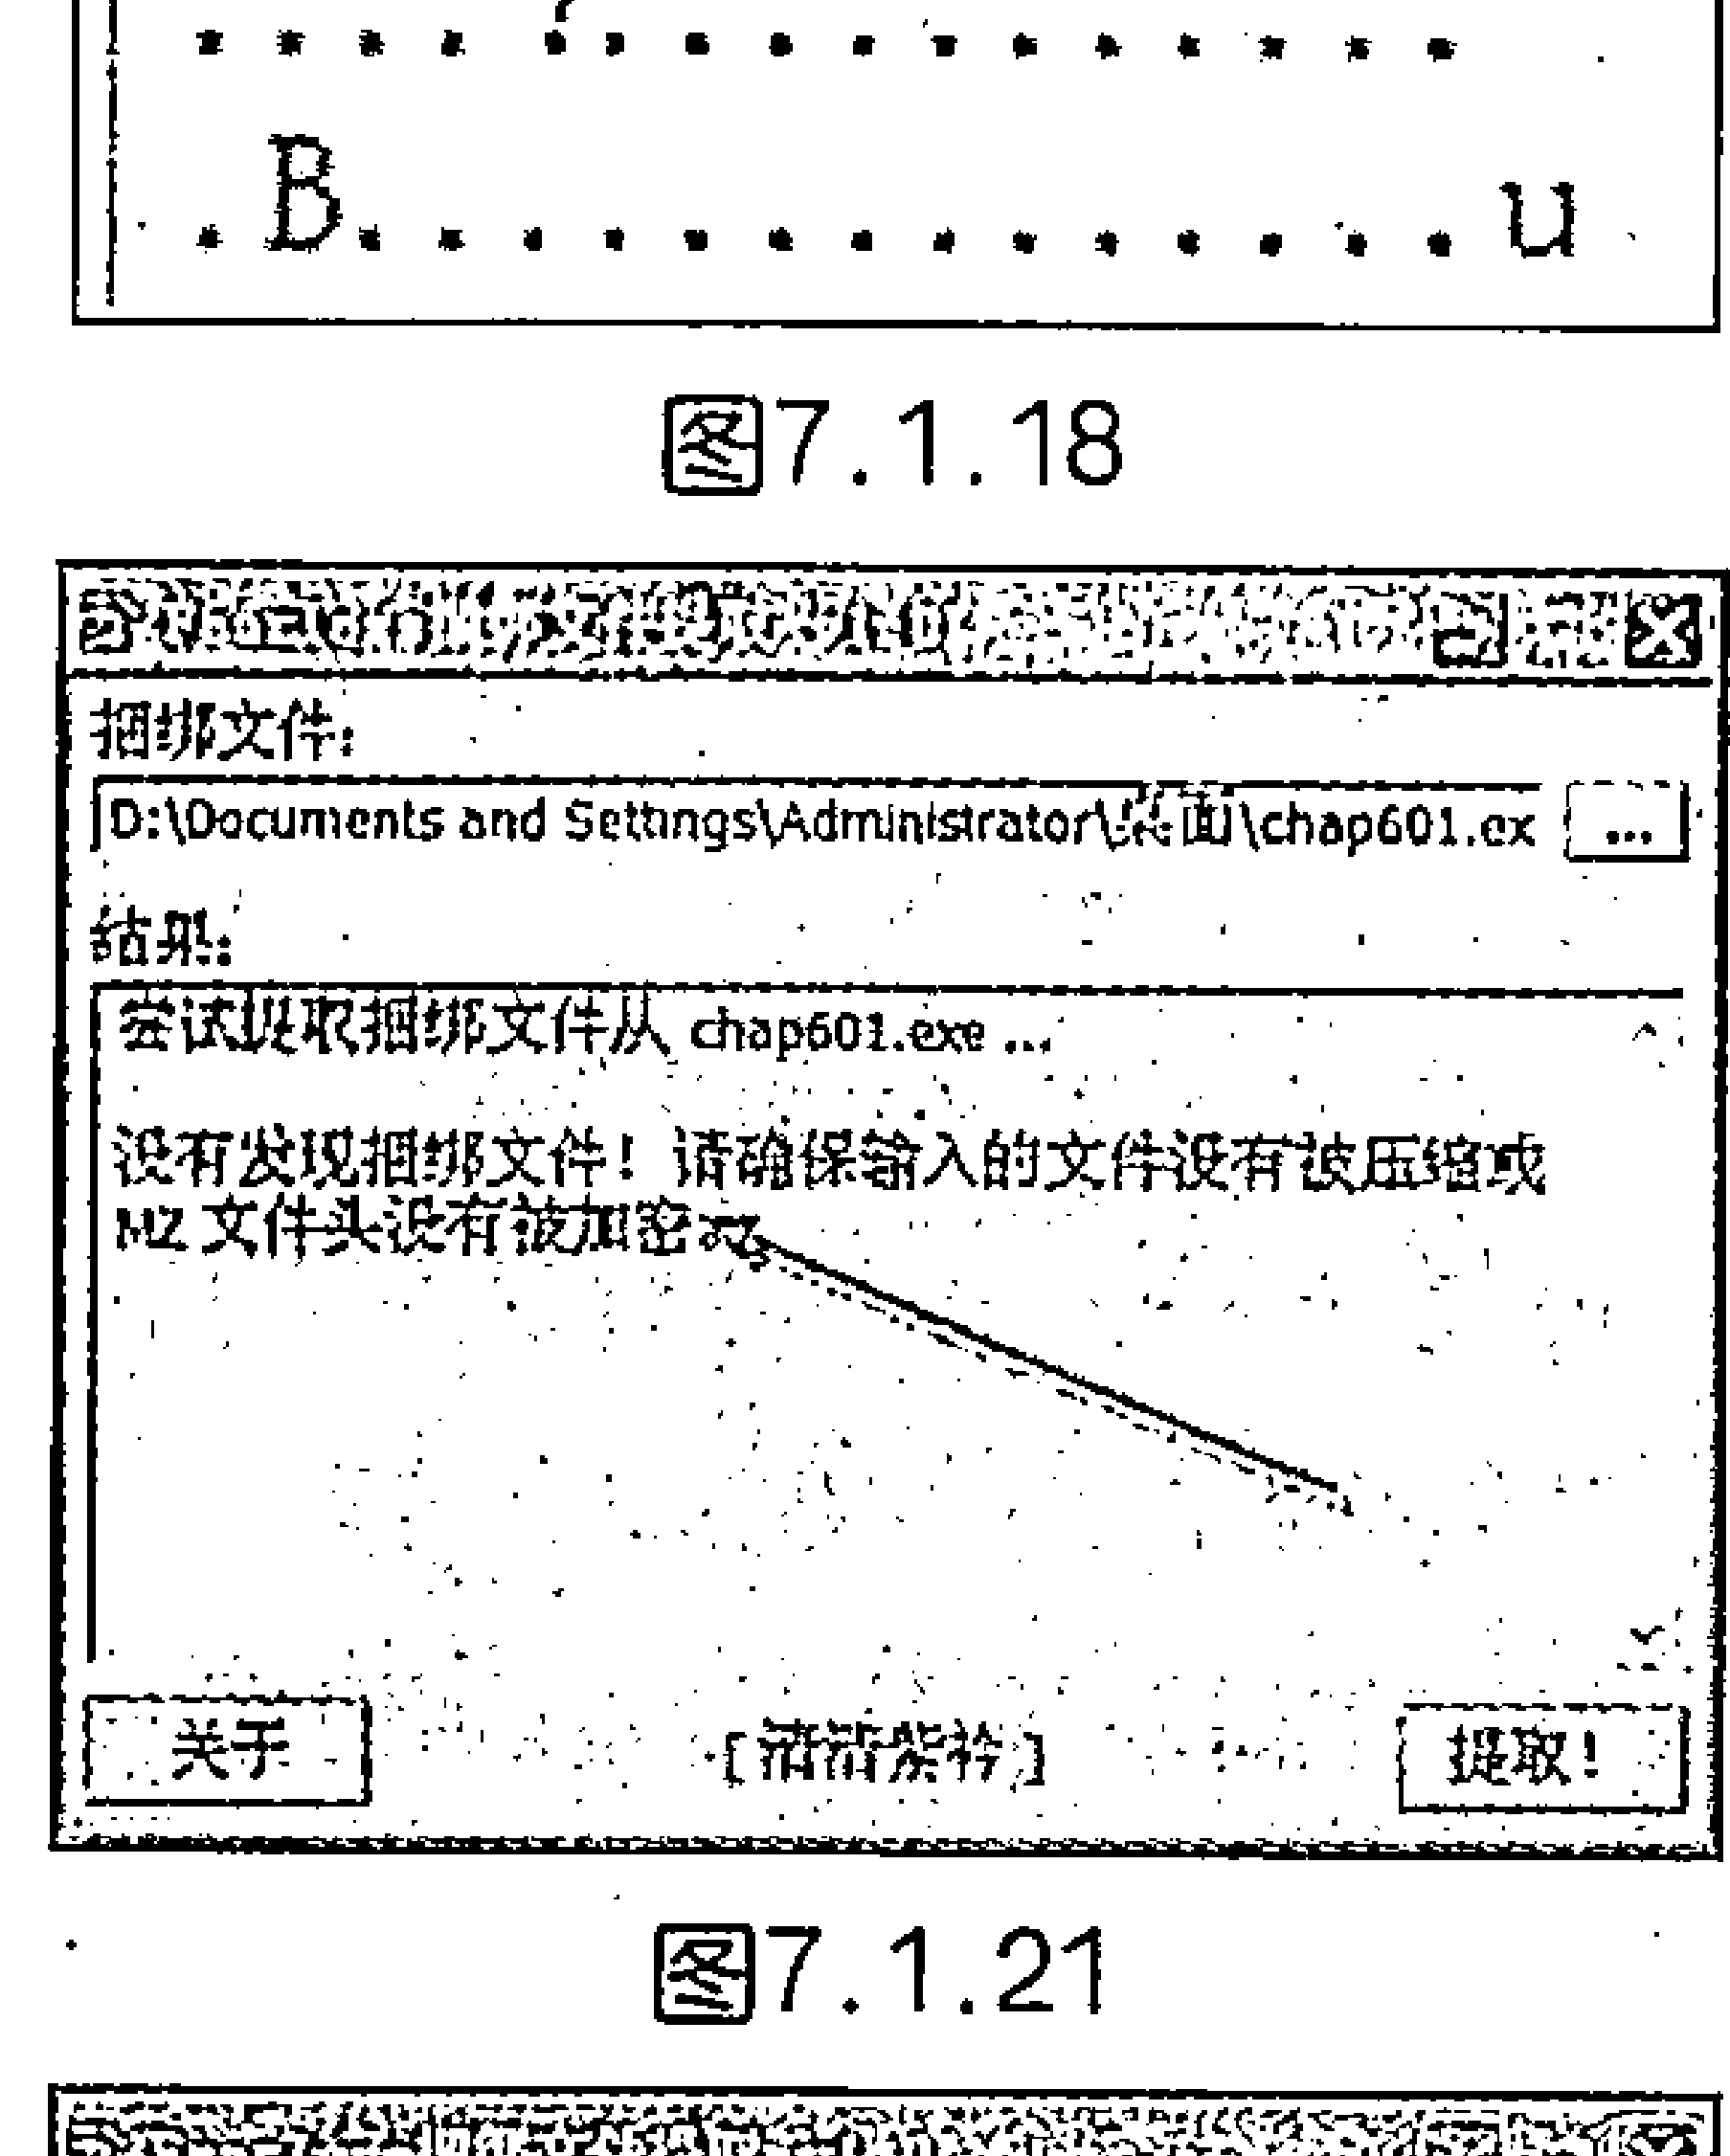 . . . . ? . . . . . . . . . . .
. B . . . . . . . . . . . . . . u
图7.1.18
捆绑文件:
D:\Documents and Settings\Administrator\桌面\chap601.ex ...
结果:
尝试提取捆绑文件从 chap601.exe ...
没有发现捆绑文件! 请确保输入的文件没有被压缩或
MZ 文件头没有被加密
关于
提取!
图7.1.21